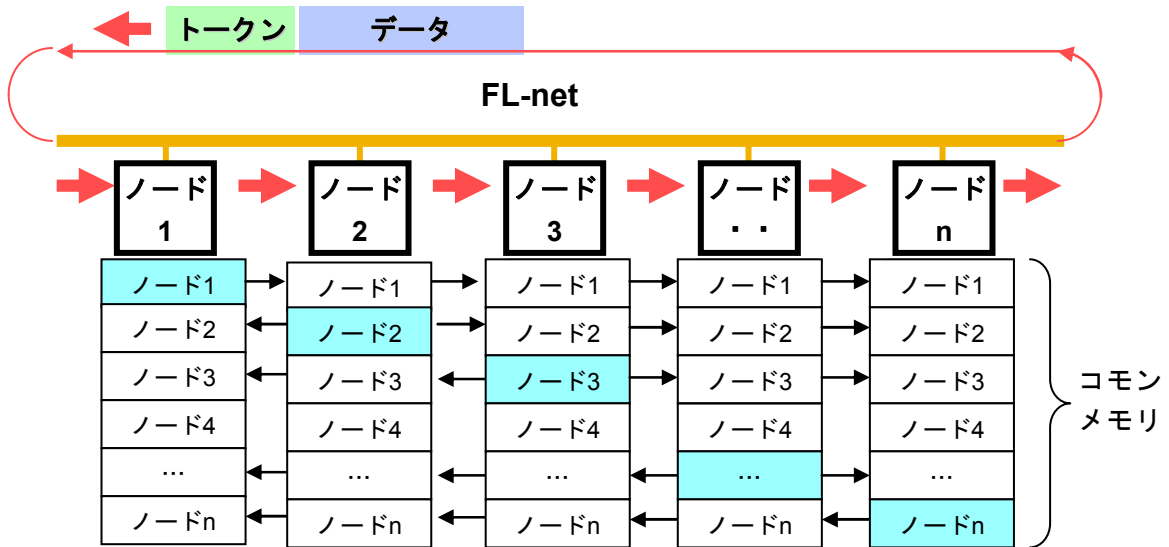 トークン データ
FL-net
ノード 1
ノード 2
ノード 3
ノード ・・
ノード n
ノード1 ノード1 ノード1 ノード1 ノード1
ノード2 ノード2 ノード2 ノード2 ノード2
ノード3 ノード3 ノード3 ノード3 ノード3
ノード4 ノード4 ノード4 ノード4 ノード4
… … … … …
ノードn ノードn ノードn ノードn ノードn
コモン
メモリ